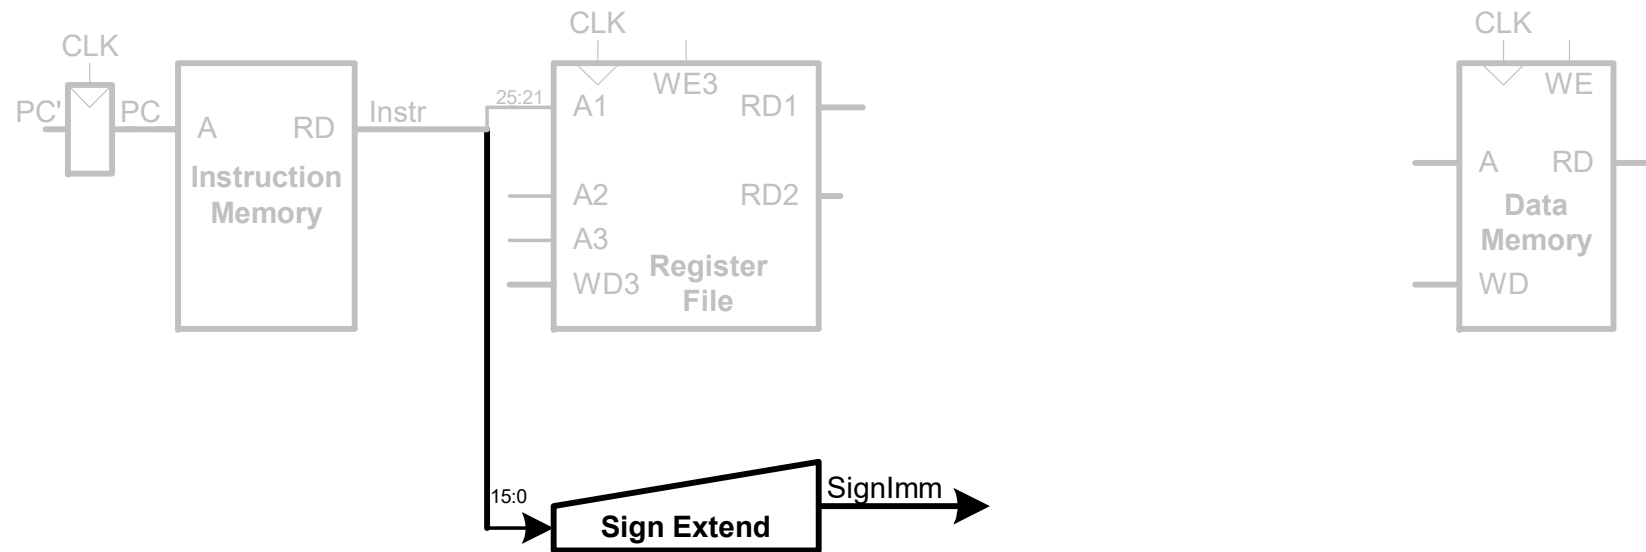 CLK
PC'
PC
A
RD
Instruction
Memory
Instr
25:21
CLK
WE3
A1
RD1
A2
RD2
A3
WD3
Register
File
15:0
Sign Extend
SignImm
CLK
WE
A
RD
Data
Memory
WD